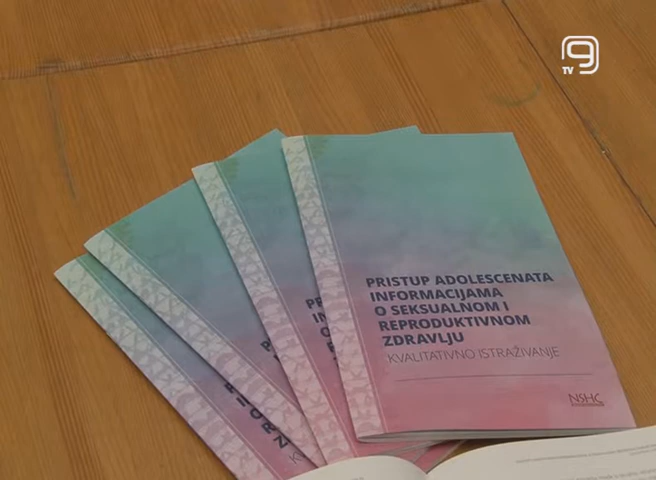 TV 9
PRISTUP ADOLESCENATA
INFORMACIJAMA
O SEKSUALNOM I
REPRODUKTIVNOM
ZDRAVLJU
KVALITATIVNO ISTRAŽIVANJE
NSHC